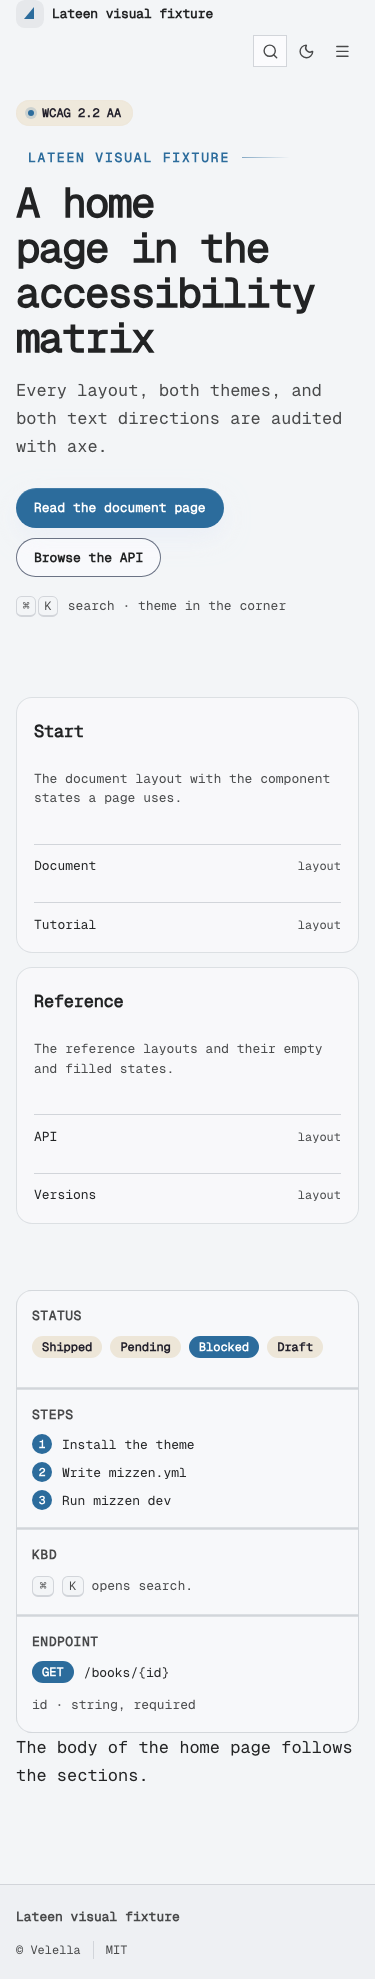 Lateen visual fixture
WCAG 2.2 AA
LATEEN VISUAL FIXTURE
A home
page in the
accessibility
matrix
Every layout, both themes, and
both text directions are audited
with axe.
Read the document page
Browse the API
⌘ K search · theme in the corner
Start
The document layout with the component
states a page uses.
Document layout
Tutorial layout
Reference
The reference layouts and their empty
and filled states.
API layout
Versions layout
STATUS
Shipped Pending Blocked Draft
STEPS
1 Install the theme
2 Write mizzen.yml
3 Run mizzen dev
KBD
⌘ K opens search.
ENDPOINT
GET /books/{id}
id · string, required
The body of the home page follows
the sections.
Lateen visual fixture
© Velella MIT